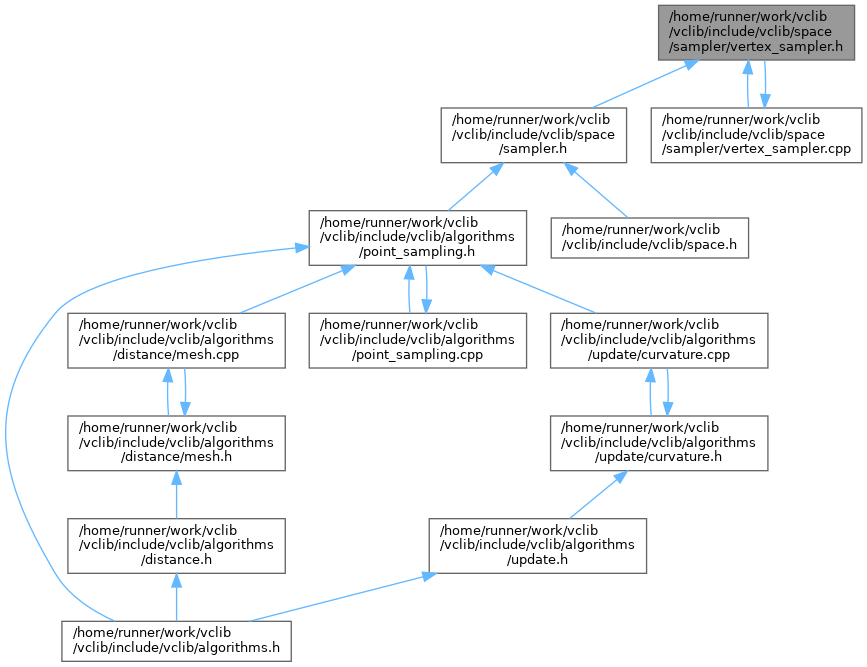 /home/runner/work/vclib
/vclib/include/vclib/space
/sampler/vertex_sampler.h
/home/runner/work/vclib
/vclib/include/vclib/space
/sampler.h
/home/runner/work/vclib
/vclib/include/vclib/space
/sampler/vertex_sampler.cpp
/home/runner/work/vclib
/vclib/include/vclib/algorithms
/point_sampling.h
/home/runner/work/vclib
/vclib/include/vclib/space.h
/home/runner/work/vclib
/vclib/include/vclib/algorithms
/distance/mesh.cpp
/home/runner/work/vclib
/vclib/include/vclib/algorithms
/point_sampling.cpp
/home/runner/work/vclib
/vclib/include/vclib/algorithms
/update/curvature.cpp
/home/runner/work/vclib
/vclib/include/vclib/algorithms
/distance/mesh.h
/home/runner/work/vclib
/vclib/include/vclib/algorithms
/update/curvature.h
/home/runner/work/vclib
/vclib/include/vclib/algorithms
/distance.h
/home/runner/work/vclib
/vclib/include/vclib/algorithms
/update.h
/home/runner/work/vclib
/vclib/include/vclib/algorithms.h